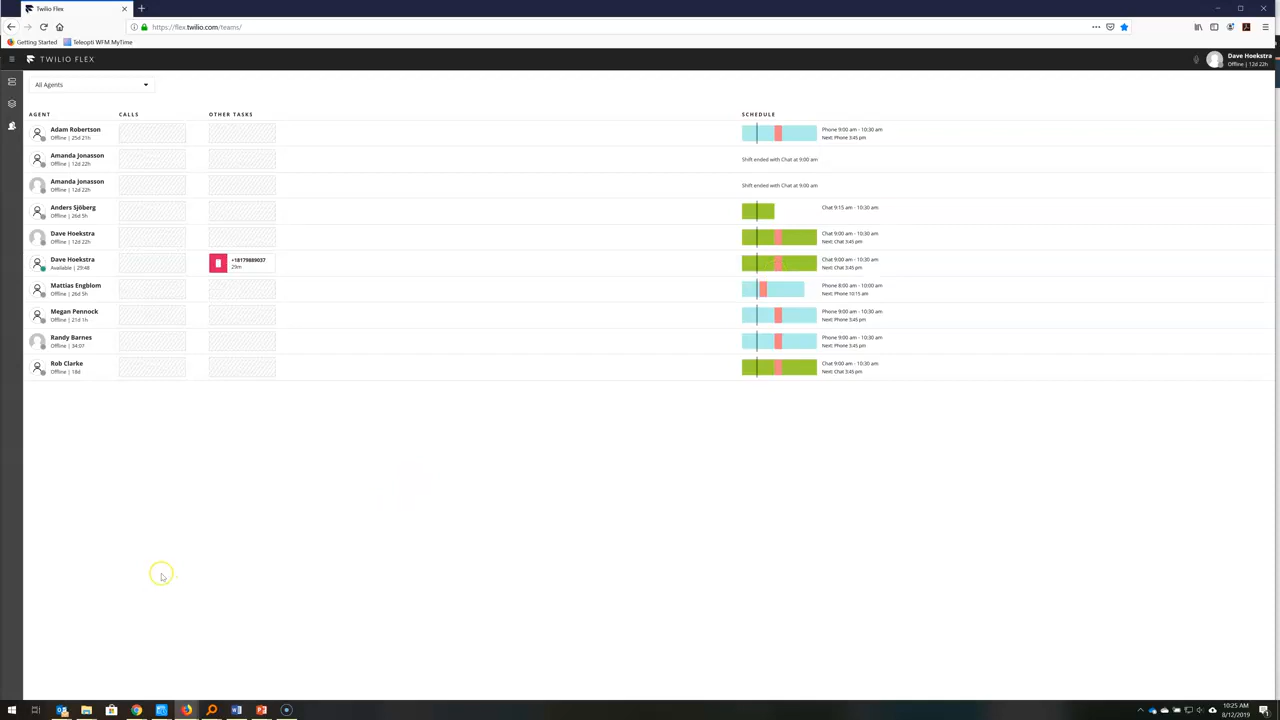 Twilio Flex
https://flex.twilio.com/teams/
Getting Started
Teleopti WFM MyTime
TWILIO FLEX
Dave Hoekstra
Offline | 12d 22h
All Agents
AGENT CALLS OTHER TASKS SCHEDULE
Adam Robertson
Offline | 25d 21h
Phone 9:00 am - 10:30 am
Next: Phone 3:45 pm
Amanda Jonasson
Offline | 12d 22h
Shift ended with Chat at 9:00 am
Amanda Jonasson
Offline | 12d 22h
Shift ended with Chat at 9:00 am
Anders Sjöberg
Offline | 26d 5h
Chat 9:15 am - 10:30 am
Dave Hoekstra
Offline | 12d 22h
Chat 9:00 am - 10:30 am
Next: Chat 3:45 pm
Dave Hoekstra
Available | 29:48
+18179889037
29m
Chat 9:00 am - 10:30 am
Next: Chat 3:45 pm
Mattias Engblom
Offline | 26d 5h
Phone 8:00 am - 10:00 am
Next: Phone 10:15 am
Megan Pennock
Offline | 21d 1h
Phone 9:00 am - 10:30 am
Next: Phone 3:45 pm
Randy Barnes
Offline | 34:07
Phone 9:00 am - 10:30 am
Next: Phone 3:45 pm
Rob Clarke
Offline | 18d
Chat 9:00 am - 10:30 am
Next: Chat 3:45 pm
10:25 AM
8/12/2019